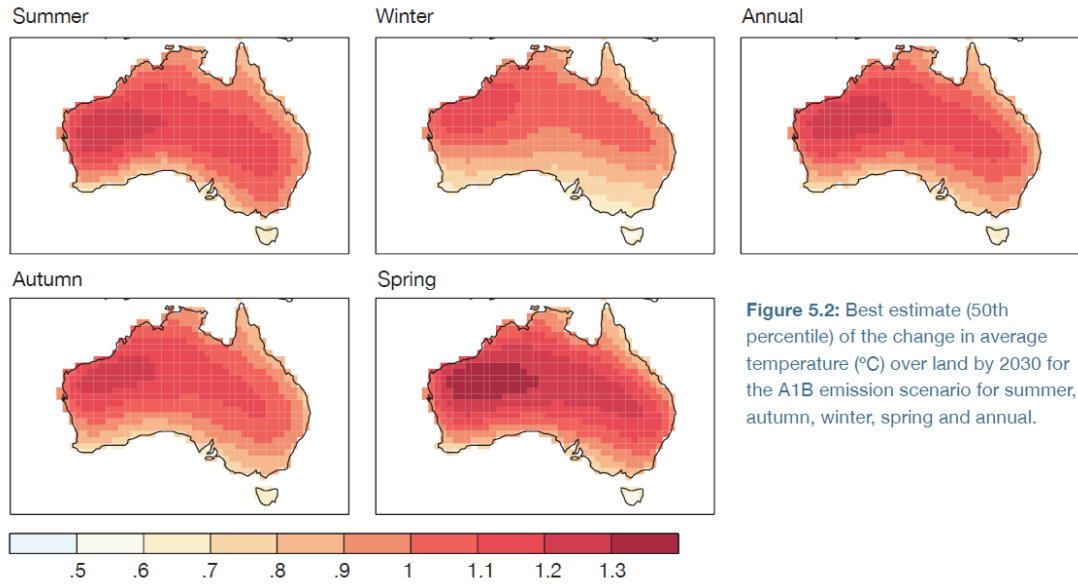 Summer
Winter
Annual
Autumn
Spring
Figure 5.2: Best estimate (50th
percentile) of the change in average
temperature (ºC) over land by 2030 for
the A1B emission scenario for summer,
autumn, winter, spring and annual.
.5 .6 .7 .8 .9 1 1.1 1.2 1.3